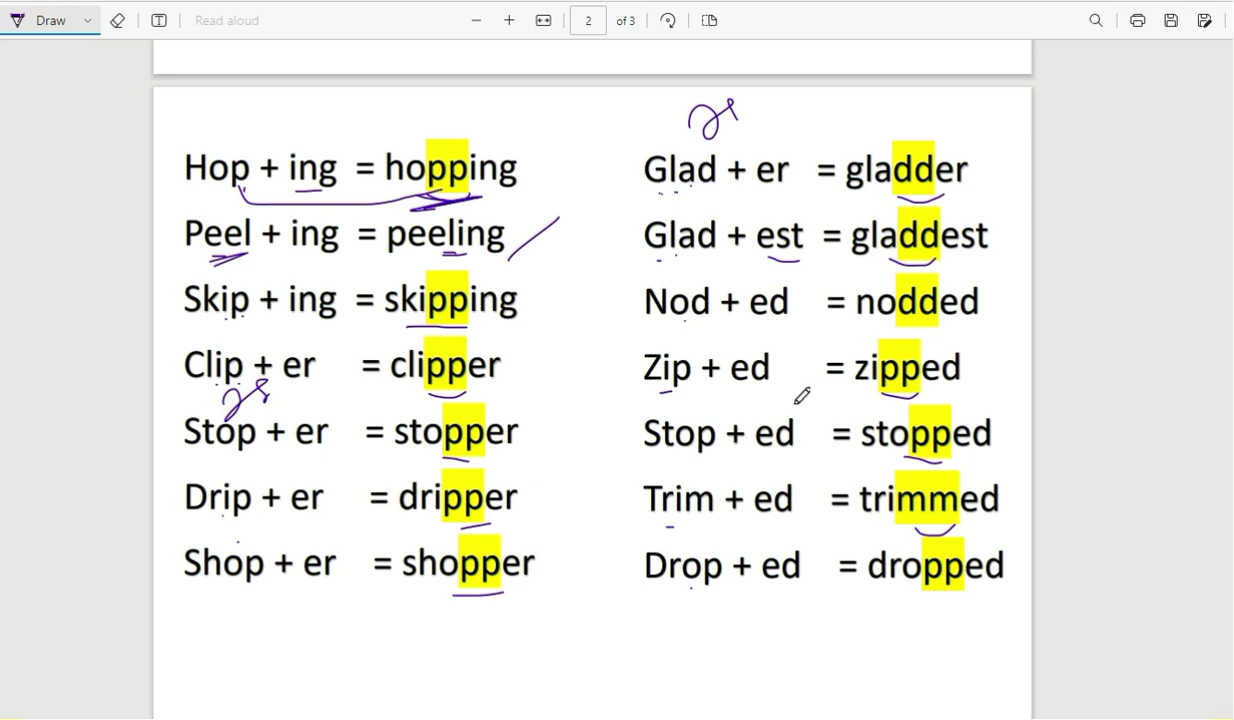 Draw
Read aloud
2 of 3
Hop + ing = hopping
Peel + ing = peeling
Skip + ing = skipping
Clip + er = clipper
Stop + er = stopper
Drip + er = dripper
Shop + er = shopper
Glad + er = gladder
Glad + est = gladdest
Nod + ed = nodded
Zip + ed = zipped
Stop + ed = stopped
Trim + ed = trimmed
Drop + ed = dropped